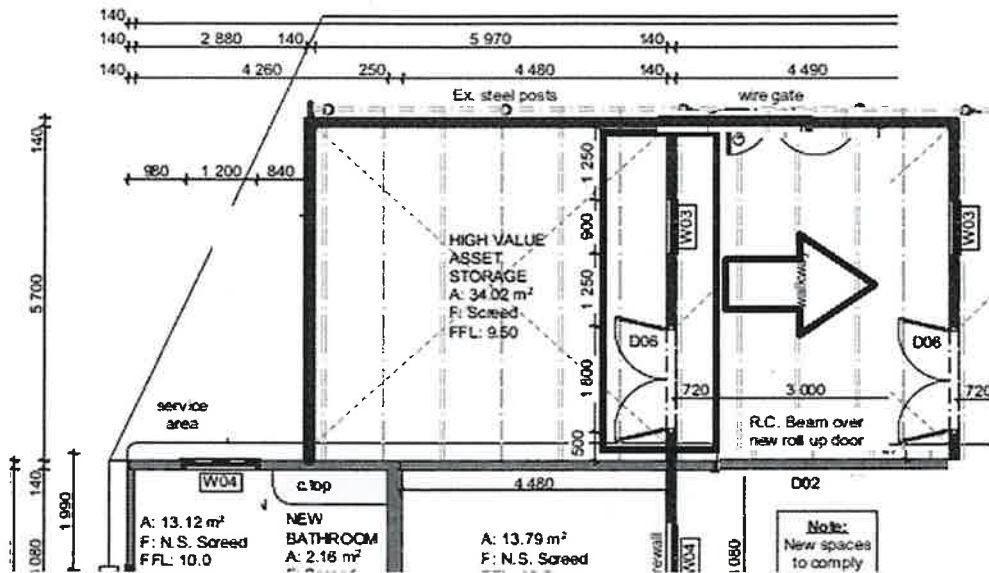 140
140 2 880 140 5 970 140
140 4 260 250 4 480 140 4 490
Ex. steel posts wire gate
140
980 1 200 840
1 250
G
900
W03
W03
HIGH VALUE
ASSET
STORAGE
A: 34.02 m²
F: Screed
FFL: 9.50
1 250
walkway
5 700
D06
D06
1 800
720 3 000 720
service
area
R.C. Beam over
new roll up door
500
140
W04
c.top
4 480
D02
1 990
A: 13.12 m²
F: N.S. Screed
FFL: 10.0
NEW
BATHROOM
A: 2.16 m²
A: 13.79 m²
F: N.S. Screed
W04
Note:
New spaces
to comply